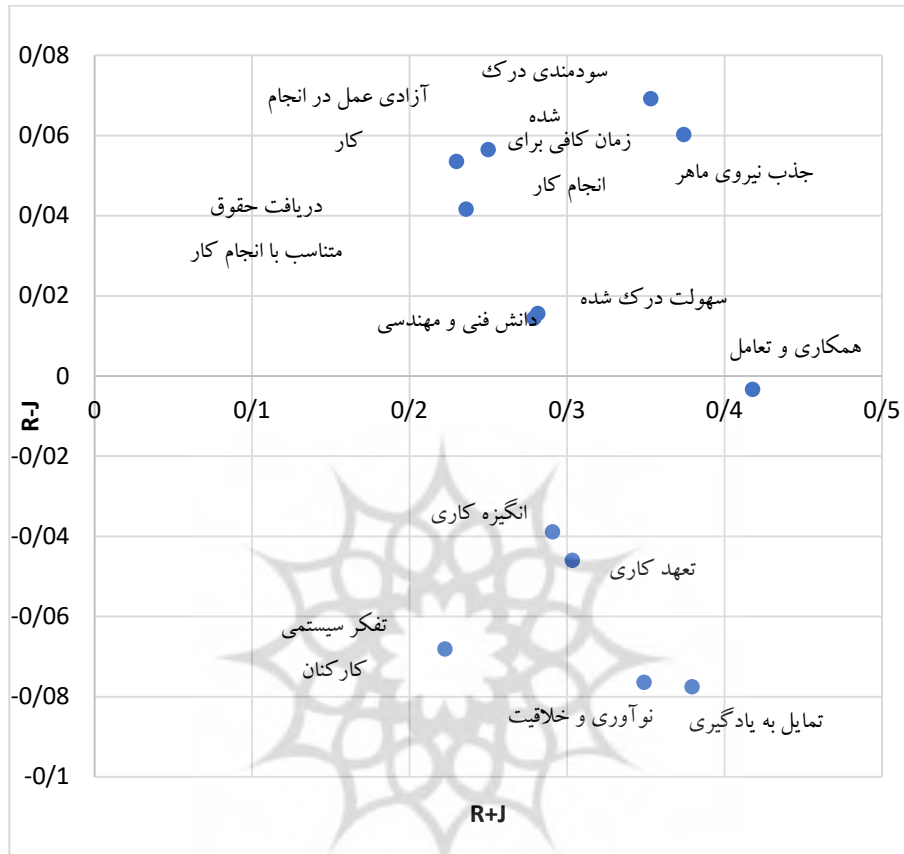 0/08
سودمندی درک
شده
آزادی عمل در انجام
کار
0/06
زمان کافی برای
انجام کار
جذب نیروی ماهر
دریافت حقوق
متناسب با انجام کار
0/04
0/02
سهولت درک شده
دانش فنی و مهندسی
همکاری و تعامل
0
0 0/1 0/2 0/3 0/4 0/5
R-J
-0/02
-0/04
انگیزه کاری
تعهد کاری
-0/06
تفکر سیستمی
کارکنان
-0/08
نوآوری و خلاقیت
تمایل به یادگیری
-0/1
R+J